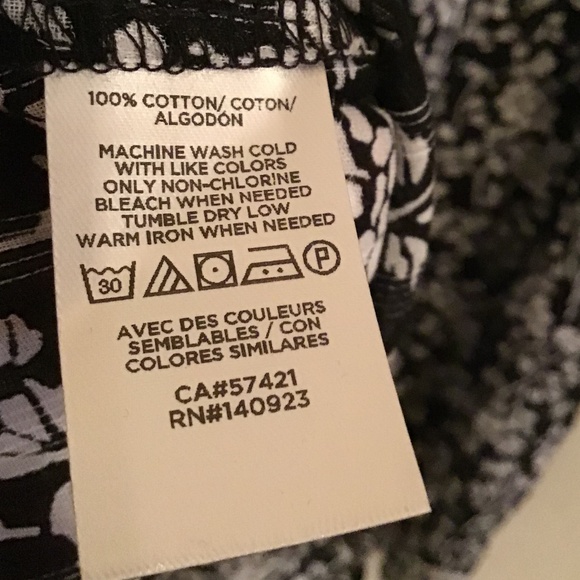 100% COTTON/ COTON/
ALGODÓN
MACHINE WASH COLD
WITH LIKE COLORS
ONLY NON-CHLORINE
BLEACH WHEN NEEDED
TUMBLE DRY LOW
WARM IRON WHEN NEEDED
30 P
AVEC DES COULEURS
SEMBLABLES / CON
COLORES SIMILARES
CA#57421
RN#140923